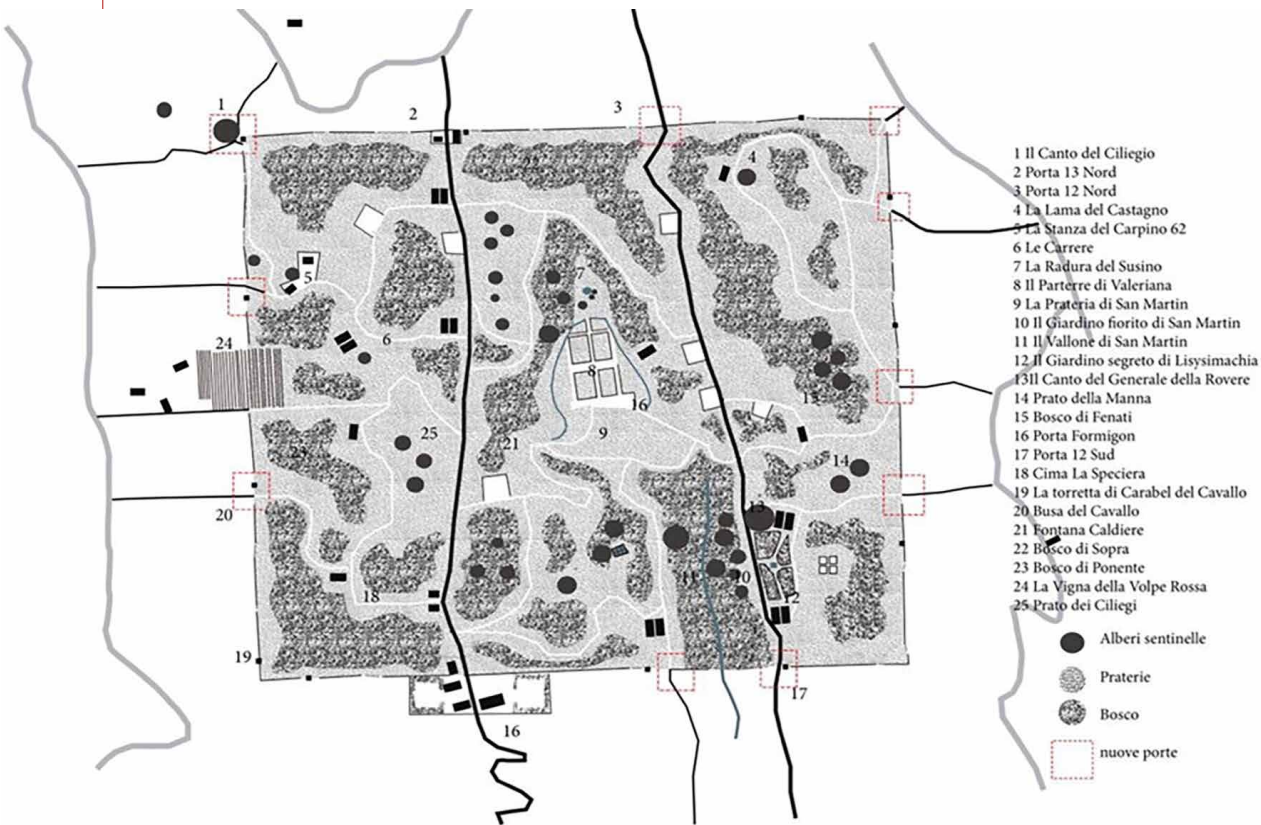 1
2
3
4
5
6
7
8
9
10
11
12
13
14
15
16
16
17
18
19
20
21
22
23
24
25
1 Il Canto del Ciliegio
2 Porta 13 Nord
3 Porta 12 Nord
4 La Lama del Castagno
5 La Stanza del Carpino 62
6 Le Carrere
7 La Radura del Susino
8 Il Parterre di Valeriana
9 La Prateria di San Martin
10 Il Giardino fiorito di San Martin
11 Il Vallone di San Martin
12 Il Giardino segreto di Lisysimachia
13Il Canto del Generale della Rovere
14 Prato della Manna
15 Bosco di Fenati
16 Porta Formigon
17 Porta 12 Sud
18 Cima La Speciera
19 La torretta di Carabel del Cavallo
20 Busa del Cavallo
21 Fontana Caldiere
22 Bosco di Sopra
23 Bosco di Ponente
24 La Vigna della Volpe Rossa
25 Prato dei Ciliegi
Alberi sentinelle
Praterie
Bosco
nuove porte